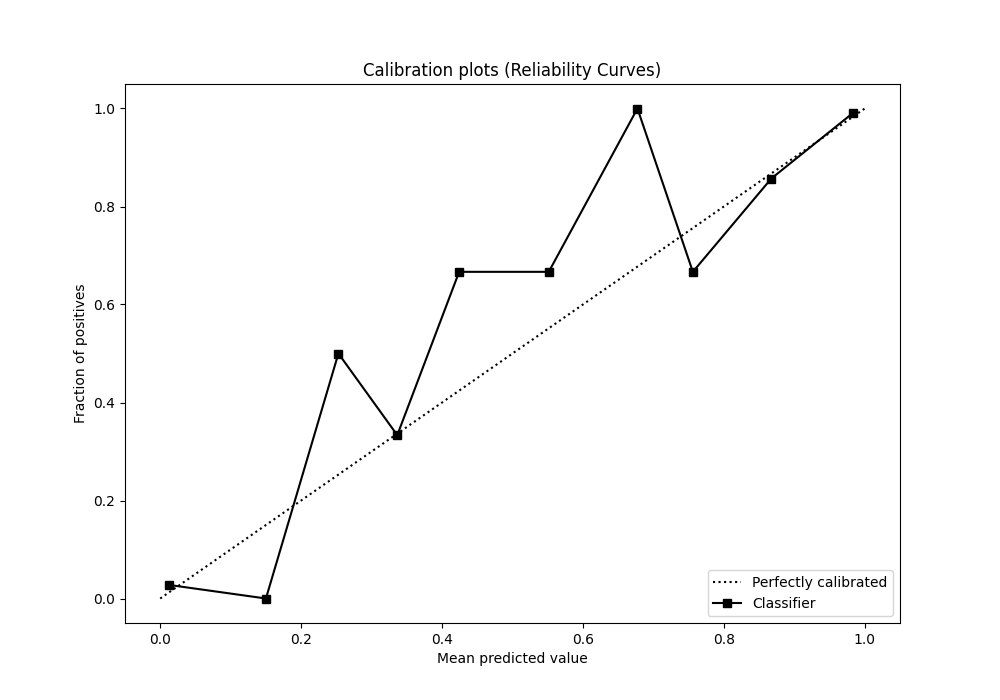 Calibration plots (Reliability Curves)
1.0
0.8
0.6
0.4
0.2
0.0
Fraction of positives
0.0 0.2 0.4 0.6 0.8 1.0
Mean predicted value
Perfectly calibrated
Classifier